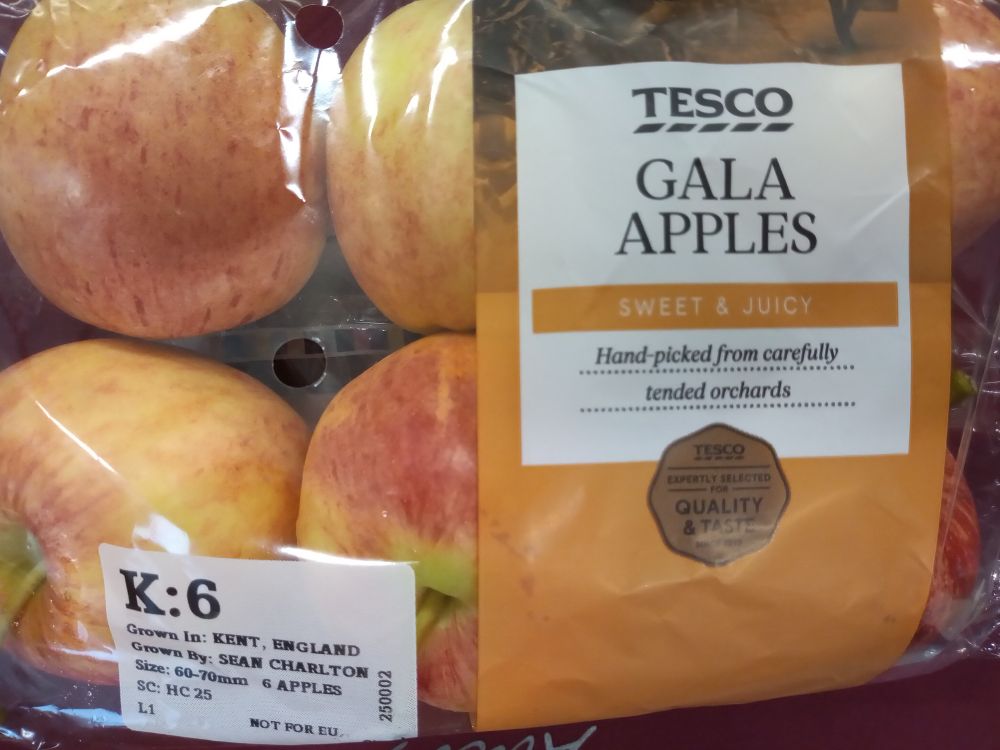 TESCO
GALA
APPLES
SWEET & JUICY
Hand-picked from carefully
tended orchards
TESCO
EXPERTLY SELECTED
FOR
QUALITY
& TASTE
K:6
Grown In: KENT, ENGLAND
Grown By: SEAN CHARLTON
Size: 60-70mm 6 APPLES
SC: HC 25
L1
NOT FOR EU
250002